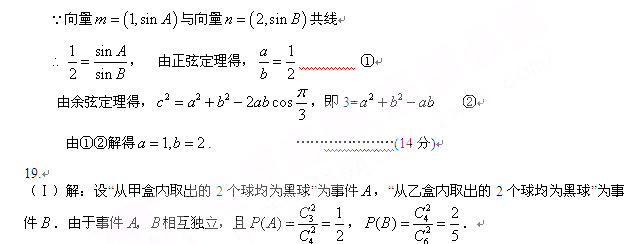 ∵向量 m = (1, sin A) 与向量 n = (2, sin B) 共线
∴ 1/2 = sin A / sin B， 由正弦定理得，a/b = 1/2 ………… ①
由余弦定理得，c² = a² + b² − 2ab cos π/3，即 3=a² + b² − ab ②
由①②解得 a = 1, b = 2 . …………………(14 分)
19.
（Ⅰ）解：设“从甲盒内取出的 2 个球均为黑球”为事件 A，“从乙盒内取出的 2 个球均为黑球”为事
件 B．由于事件 A，B 相互独立，且 P(A) = C₃²/C₄² = 1/2，P(B) = C₄²/C₆² = 2/5．